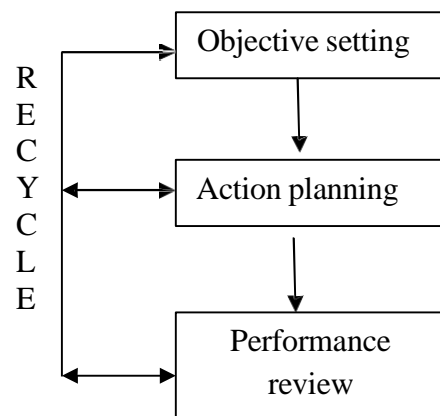 Objective setting
R
E
C
Y
C
L
E
Action planning
Performance
review